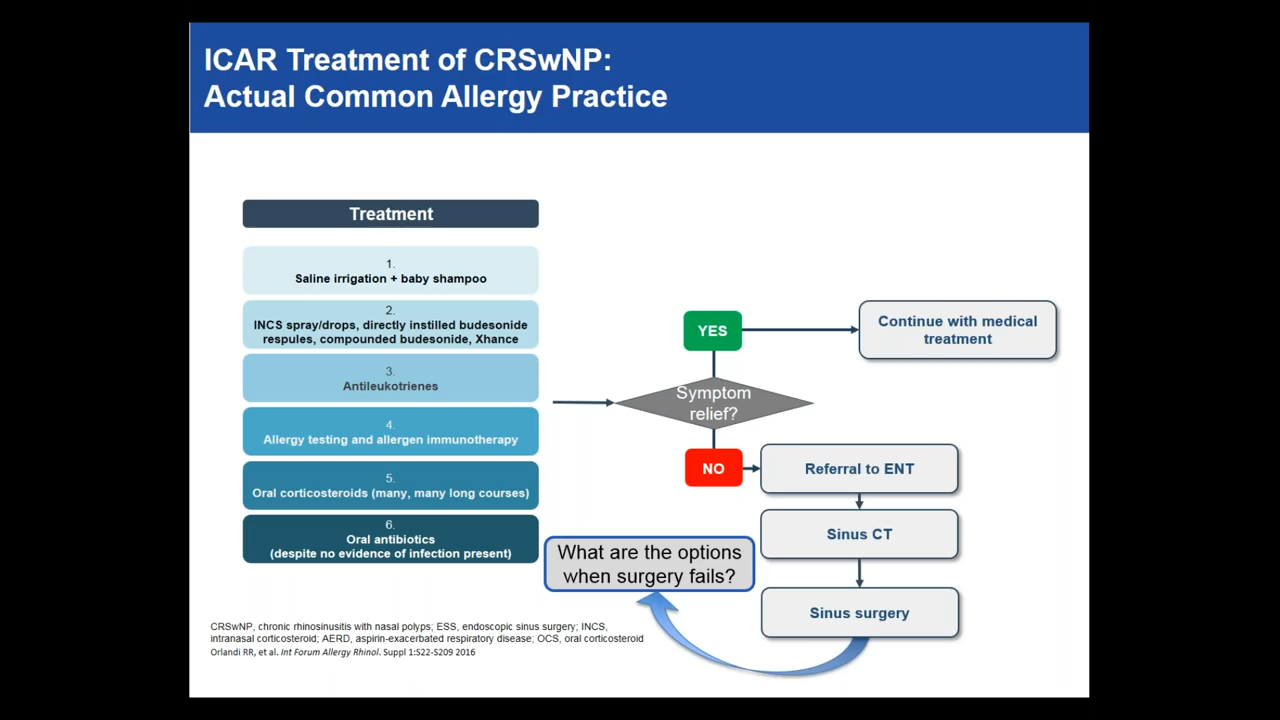 ICAR Treatment of CRSwNP:
Actual Common Allergy Practice
Treatment
1.
Saline irrigation + baby shampoo
2.
INCS spray/drops, directly instilled budesonide
respules, compounded budesonide, Xhance
3.
Antileukotrienes
4.
Allergy testing and allergen immunotherapy
5.
Oral corticosteroids (many, many long courses)
6.
Oral antibiotics
(despite no evidence of infection present)
YES
Continue with medical
treatment
Symptom
relief?
NO
Referral to ENT
Sinus CT
Sinus surgery
What are the options
when surgery fails?
CRSwNP, chronic rhinosinusitis with nasal polyps; ESS, endoscopic sinus surgery; INCS,
intranasal corticosteroid; AERD, aspirin-exacerbated respiratory disease; OCS, oral corticosteroid
Orlandi RR, et al. Int Forum Allergy Rhinol. Suppl 1:S22-S209 2016